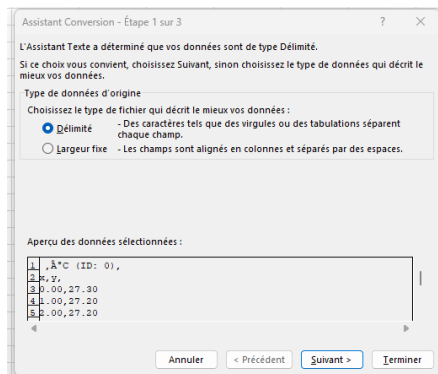 Assistant Conversion - Étape 1 sur 3 ? ×
L'Assistant Texte a déterminé que vos données sont de type Délimité.
Si ce choix vous convient, choisissez Suivant, sinon choisissez le type de données qui décrit le
mieux vos données.
Type de données d'origine
Choisissez le type de fichier qui décrit le mieux vos données :
Délimité - Des caractères tels que des virgules ou des tabulations séparent
chaque champ.
Largeur fixe - Les champs sont alignés en colonnes et séparés par des espaces.
Aperçu des données sélectionnées :
1 ,Â°C (ID: 0),
2 x,y,
3 0.00,27.30
4 1.00,27.20
5 2.00,27.20
Annuler < Précédent Suivant > Terminer